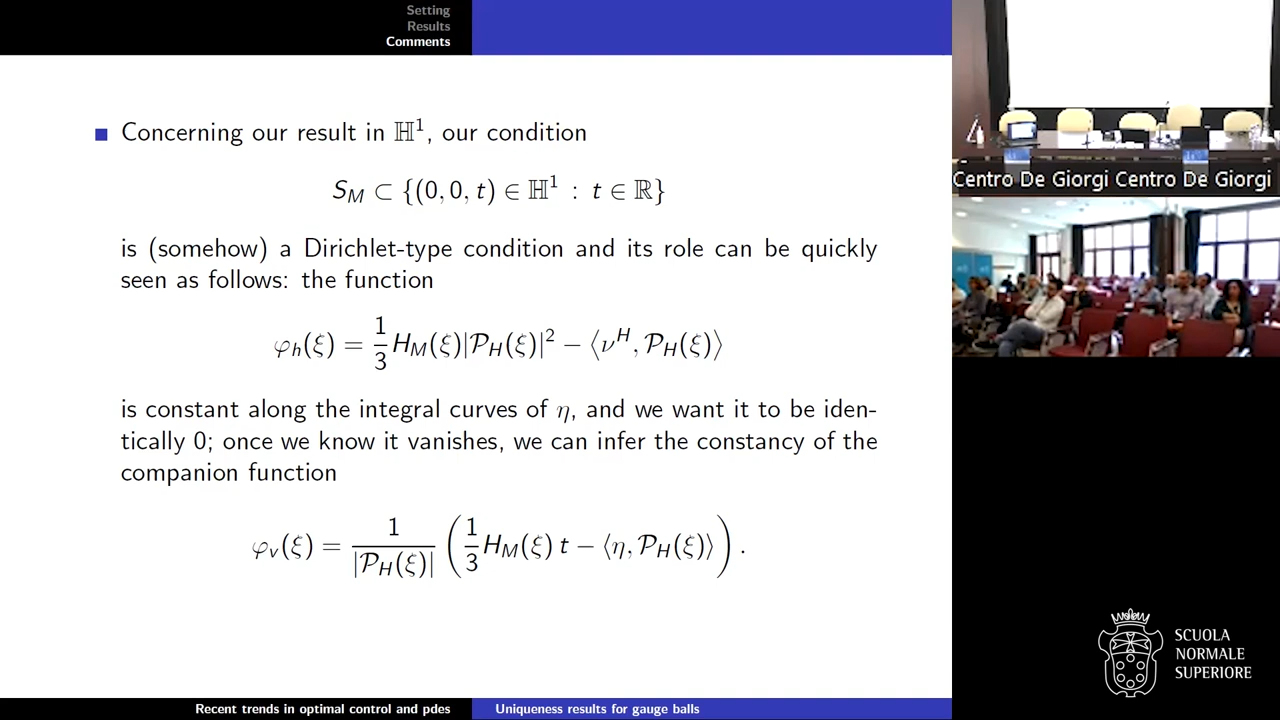 Setting
Results
Comments
■ Concerning our result in ℍ¹, our condition
S_M ⊂ {(0, 0, t) ∈ ℍ¹ : t ∈ ℝ}
is (somehow) a Dirichlet-type condition and its role can be quickly
seen as follows: the function
φ_h(ξ) = 1/3 H_M(ξ)|𝒫_H(ξ)|² − ⟨ν^H, 𝒫_H(ξ)⟩
is constant along the integral curves of η, and we want it to be iden-
tically 0; once we know it vanishes, we can infer the constancy of the
companion function
φ_v(ξ) = 1/|𝒫_H(ξ)| (1/3 H_M(ξ) t − ⟨η, 𝒫_H(ξ)⟩).
Recent trends in optimal control and pdes
Uniqueness results for gauge balls
Centro De Giorgi Centro De Giorgi
SCUOLA
NORMALE
SUPERIORE